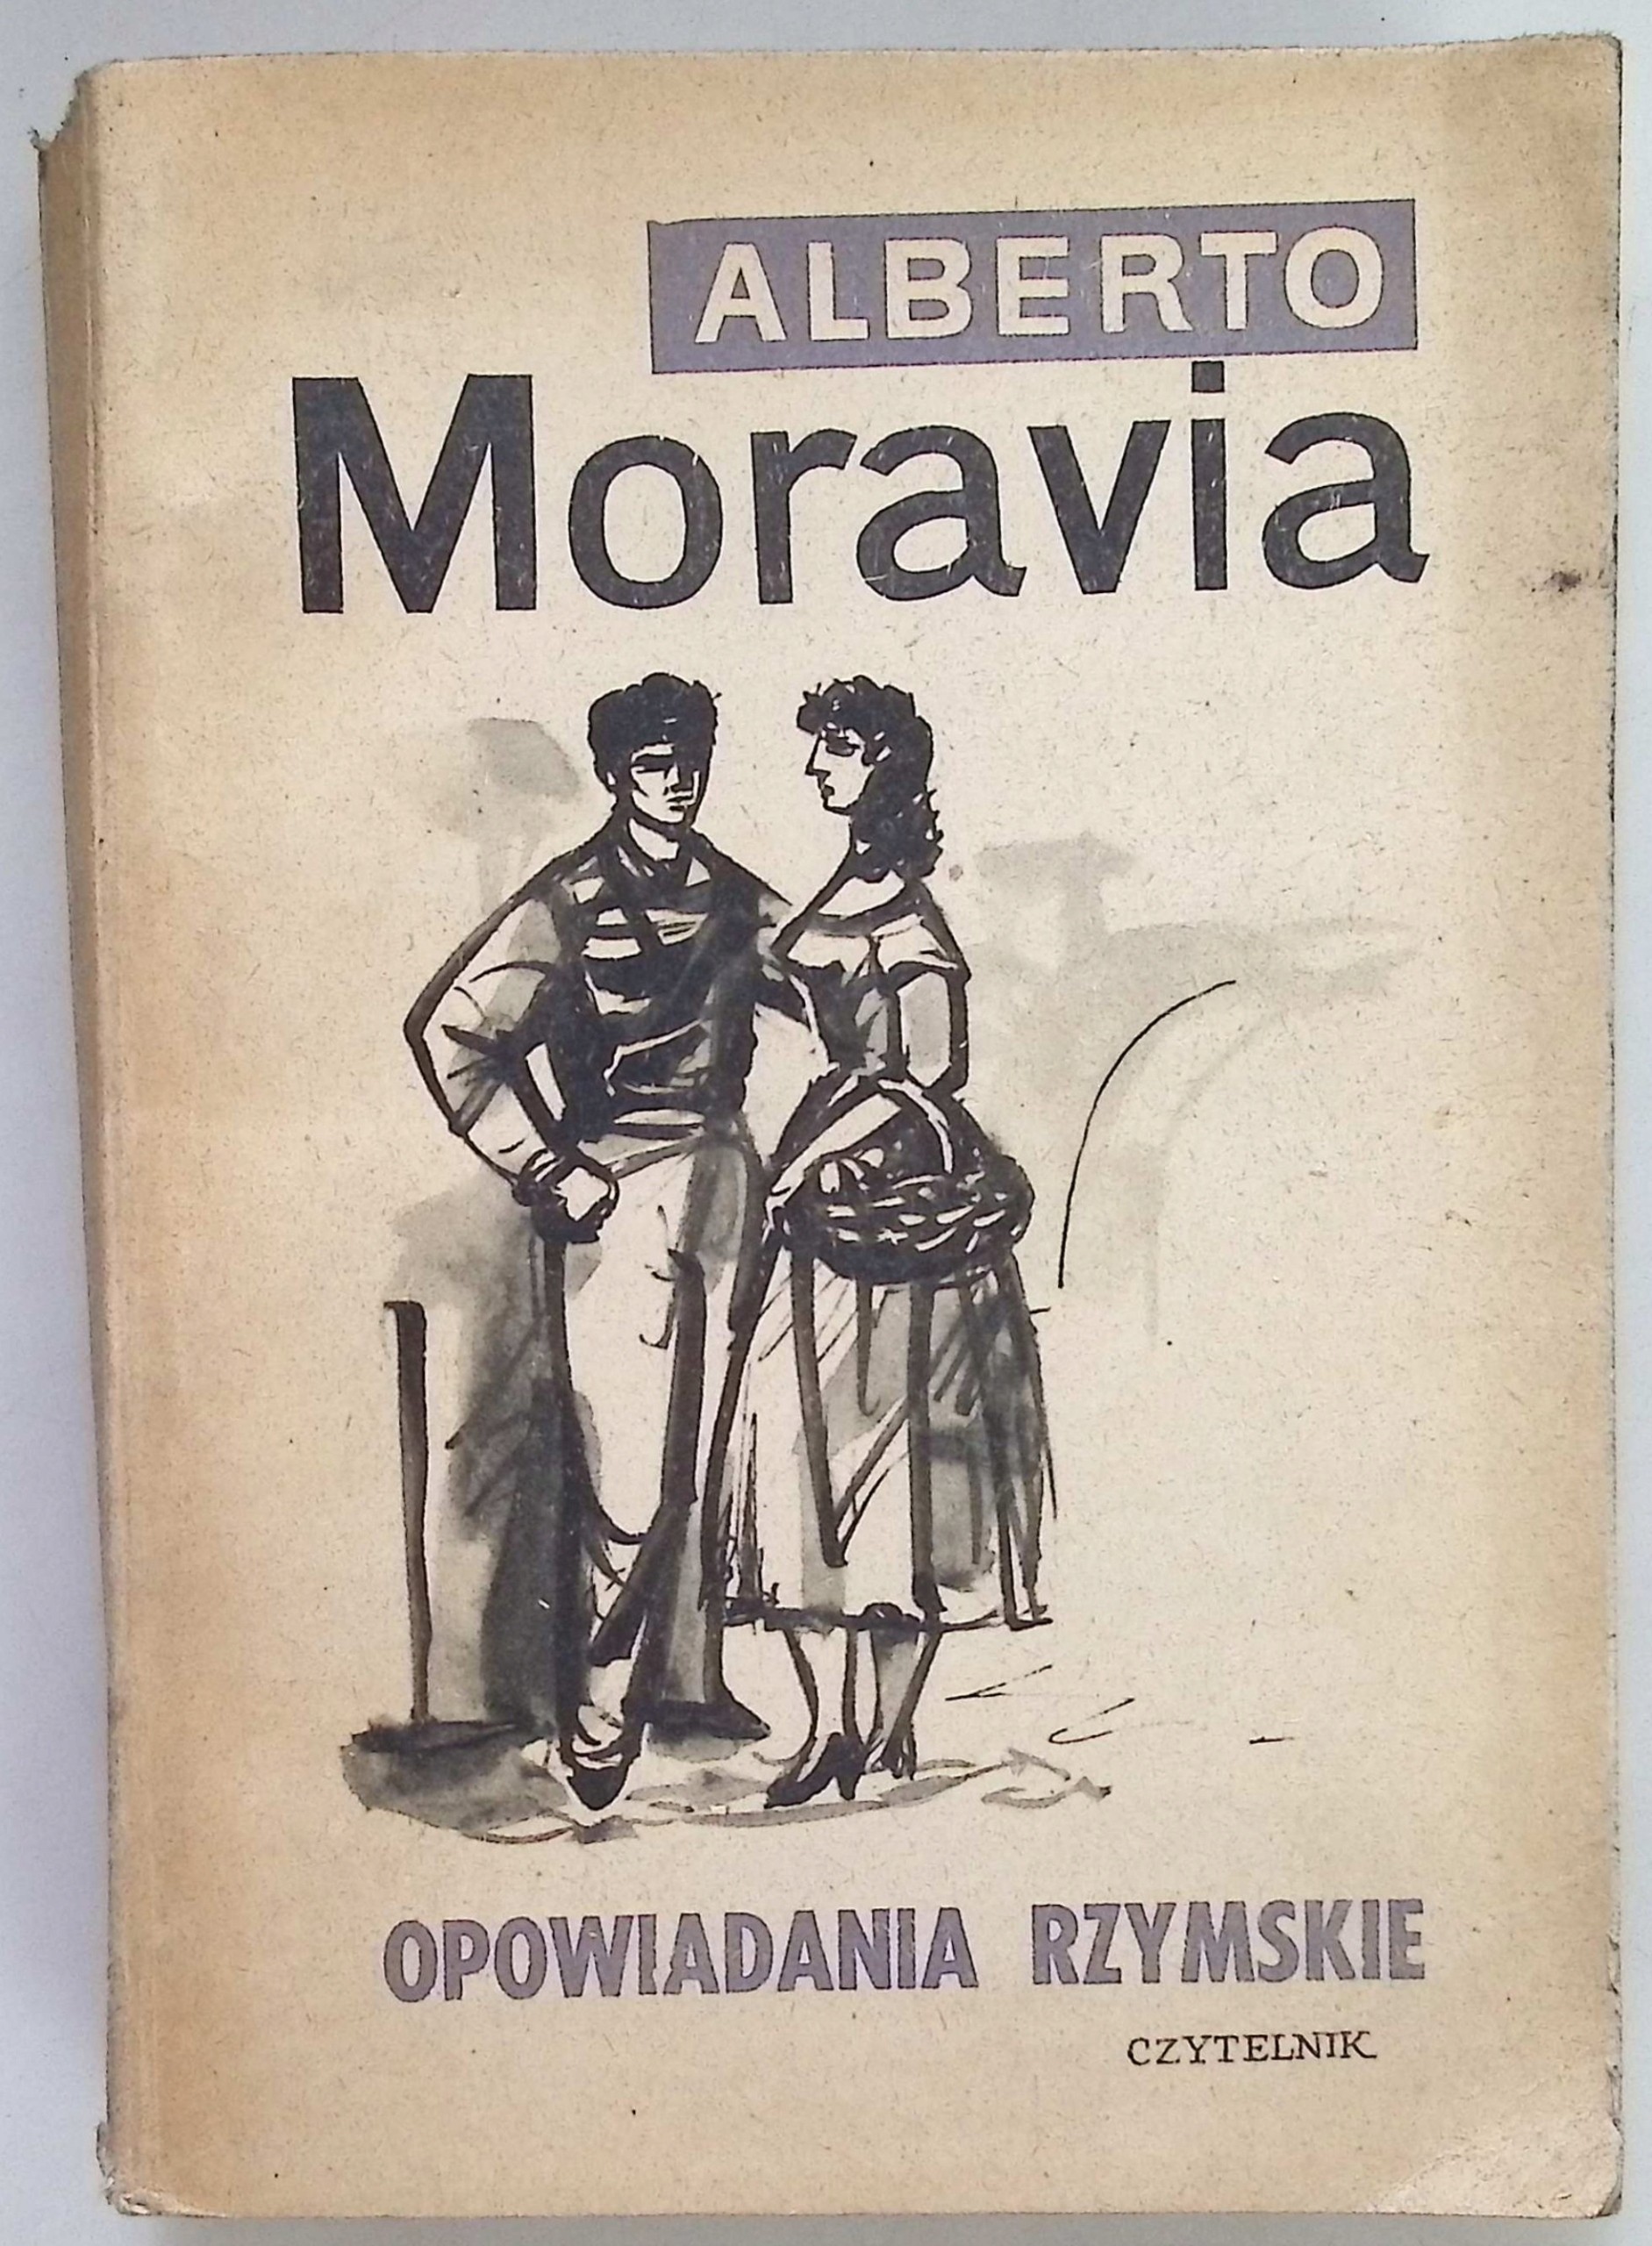 ALBERTO
Moravia
OPOWIADANIA RZYMSKIE
CZYTELNIK